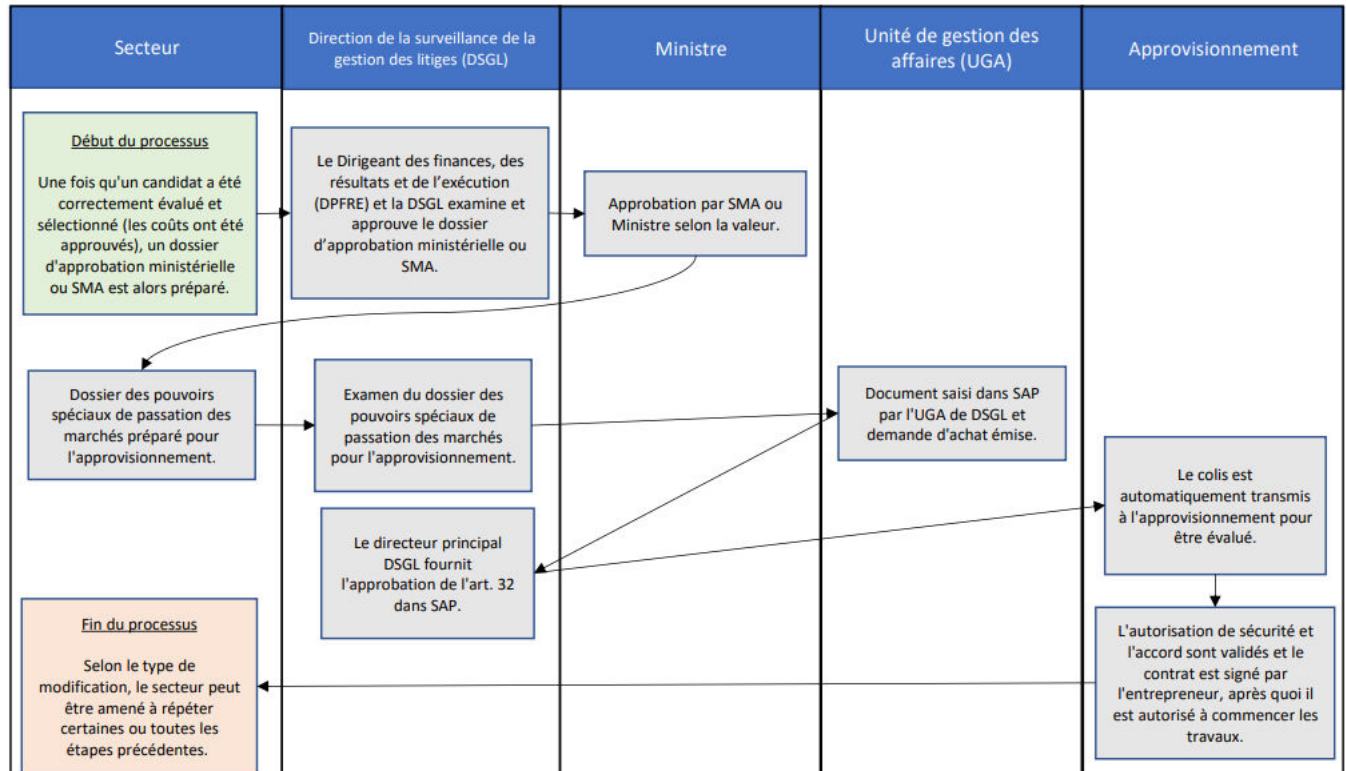 Secteur
Direction de la surveillance de la
gestion des litiges (DSGL)
Ministre
Unité de gestion des
affaires (UGA)
Approvisionnement
Début du processus
Une fois qu'un candidat a été
correctement évalué et
sélectionné (les coûts ont été
approuvés), un dossier
d'approbation ministérielle
ou SMA est alors préparé.
Le Dirigeant des finances, des
résultats et de l’exécution
(DPFRE) et la DSGL examine et
approuve le dossier
d’approbation ministérielle ou
SMA.
Approbation par SMA ou
Ministre selon la valeur.
Dossier des pouvoirs
spéciaux de passation des
marchés préparé pour
l'approvisionnement.
Examen du dossier des
pouvoirs spéciaux de
passation des marchés
pour l'approvisionnement.
Document saisi dans SAP
par l'UGA de DSGL et
demande d'achat émise.
Le directeur principal
DSGL fournit
l'approbation de l'art. 32
dans SAP.
Le colis est
automatiquement transmis
à l'approvisionnement pour
être évalué.
L'autorisation de sécurité et
l'accord sont validés et le
contrat est signé par
l'entrepreneur, après quoi il
est autorisé à commencer les
travaux.
Fin du processus
Selon le type de
modification, le secteur peut
être amené à répéter
certaines ou toutes les
étapes précédentes.